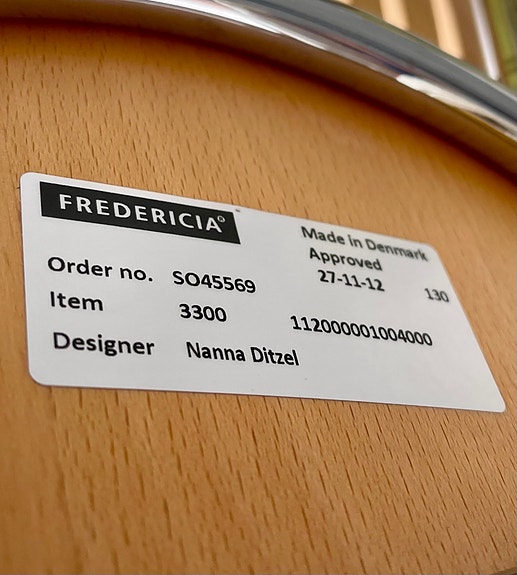 FREDERICIA®
Made in Denmark
Approved
27-11-12 130
Order no. SO45569
Item 3300 112000001004000
Designer Nanna Ditzel